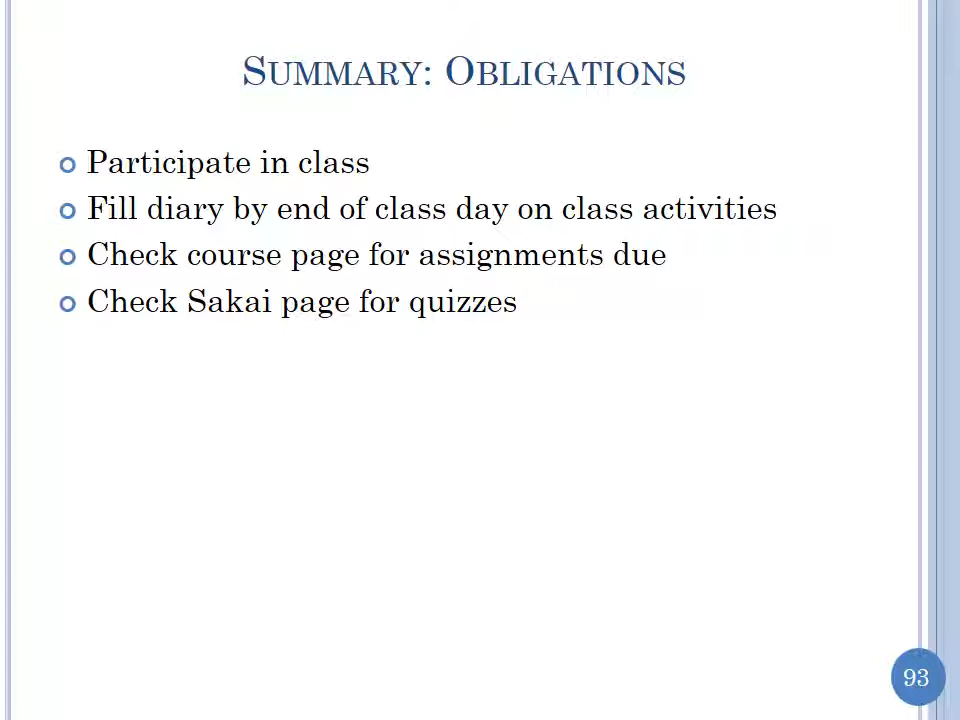 Summary: Obligations
Participate in class
Fill diary by end of class day on class activities
Check course page for assignments due
Check Sakai page for quizzes
93